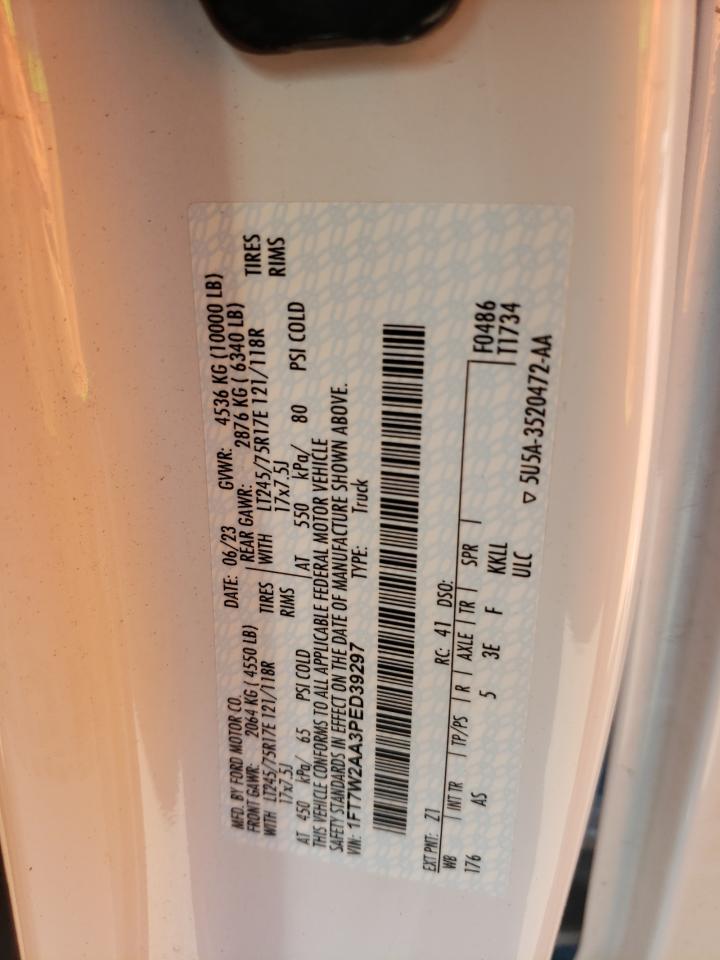 MFD. BY FORD MOTOR CO. DATE: 06/23 GVWR: 4536 KG (10000 LB)
FRONT GAWR: 2064 KG ( 4550 LB) REAR GAWR: 2876 KG ( 6340 LB)
WITH LT245/75R17E 121/118R TIRES WITH LT245/75R17E 121/118R TIRES
17x7.5J RIMS 17x7.5J RIMS
AT 450 kPa/ 65 PSI COLD AT 550 kPa/ 80 PSI COLD
THIS VEHICLE CONFORMS TO ALL APPLICABLE FEDERAL MOTOR VEHICLE
SAFETY STANDARDS IN EFFECT ON THE DATE OF MANUFACTURE SHOWN ABOVE.
VIN: 1FT7W2AA3PED39297 TYPE: Truck
EXT PNT: Z1 RC: 41 DSO: F0486
WB INT TR TP/PS R AXLE TR SPR T1734
176 AS 5 3E F KKLL
ULC ▽ 5U5A-3520472-AA